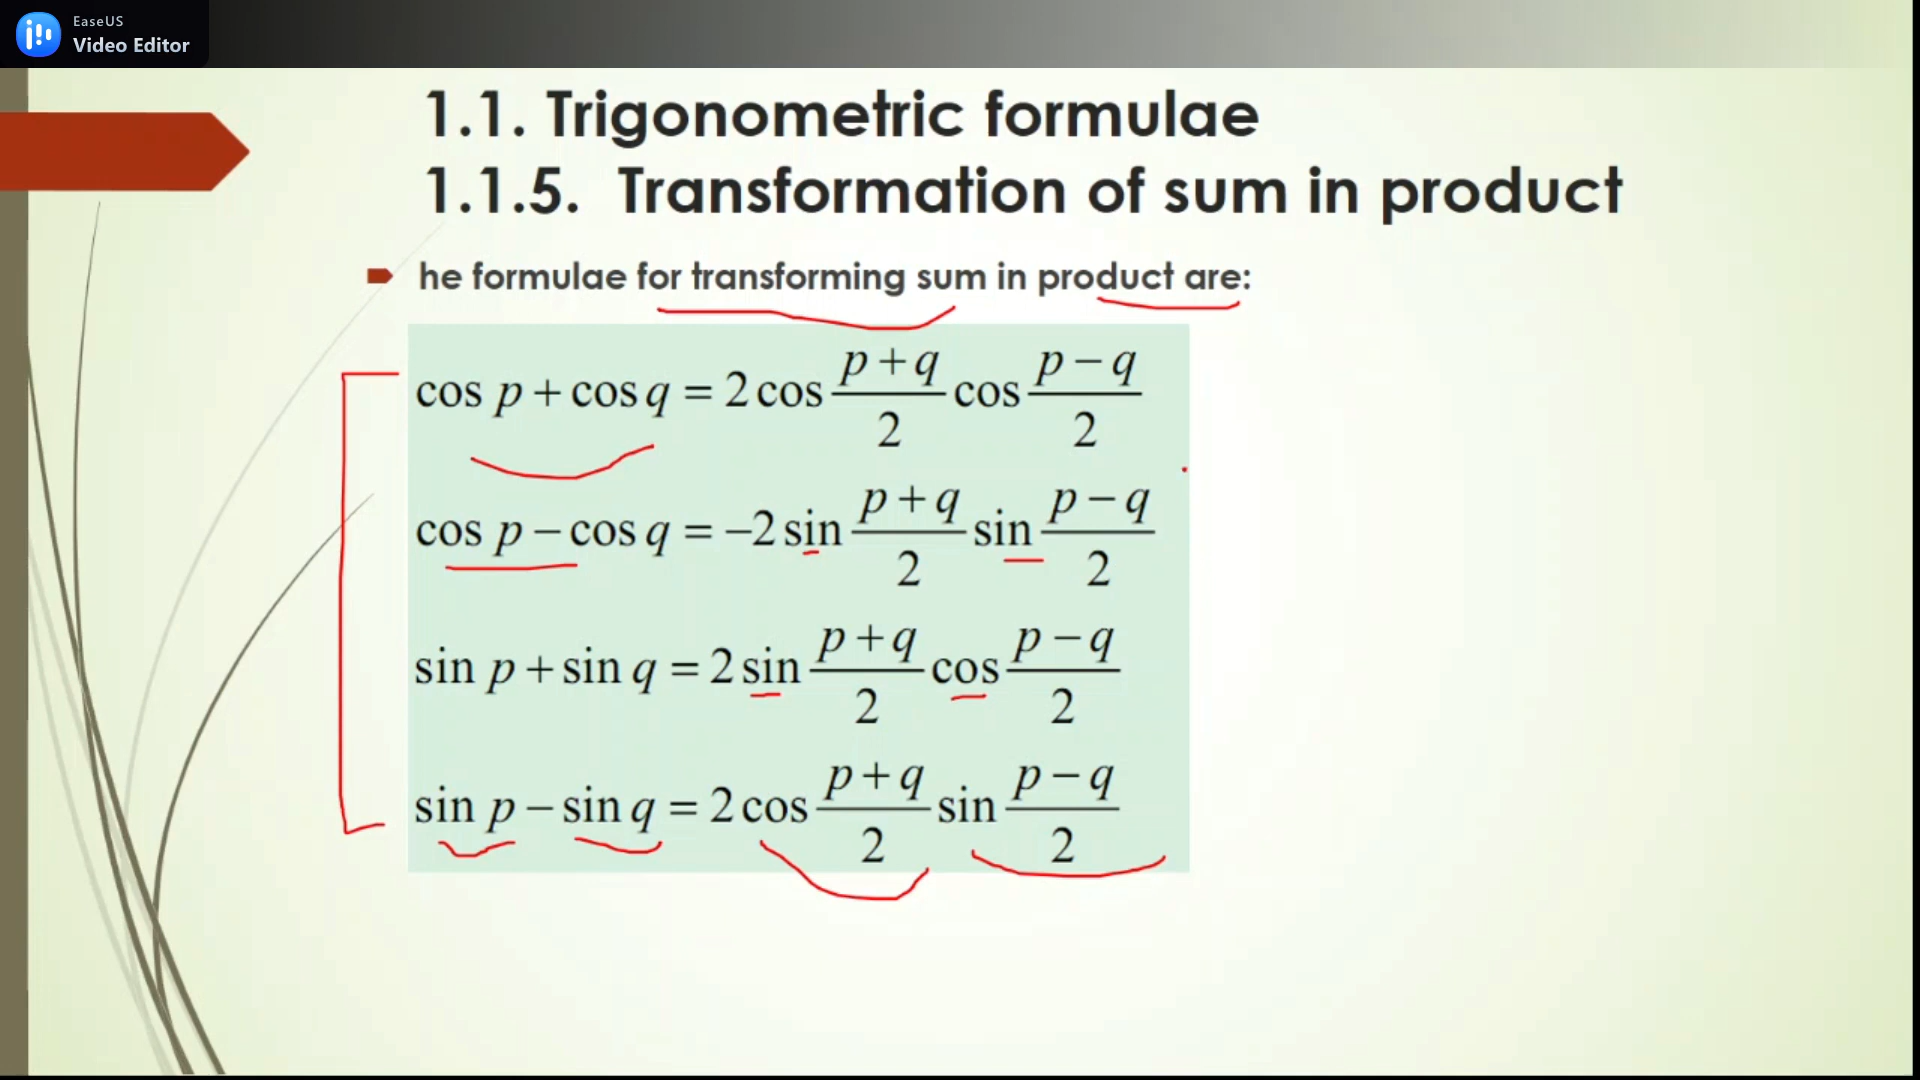 EaseUS
Video Editor
1.1. Trigonometric formulae
1.1.5. Transformation of sum in product
he formulae for transforming sum in product are:
cos p + cos q = 2 cos (p + q)/2 cos (p − q)/2
cos p − cos q = −2 sin (p + q)/2 sin (p − q)/2
sin p + sin q = 2 sin (p + q)/2 cos (p − q)/2
sin p − sin q = 2 cos (p + q)/2 sin (p − q)/2